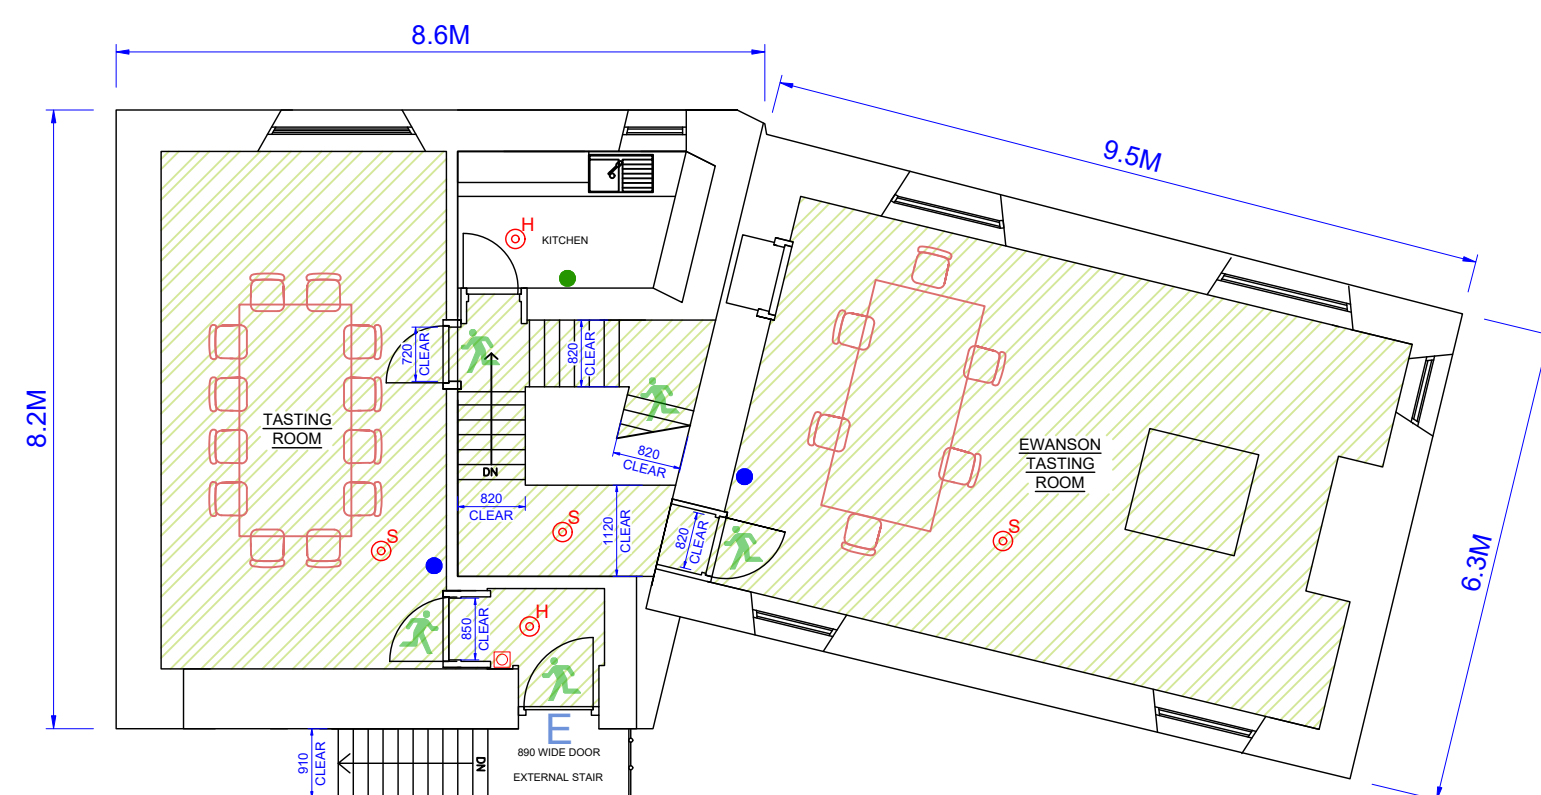 8.6M
9.5M
8.2M
6.3M
H
KITCHEN
720
CLEAR
820
CLEAR
TASTING
ROOM
DN
820
CLEAR
820
CLEAR
S
S
1120
CLEAR
820
CLEAR
EWANSON
TASTING
ROOM
S
H
850
CLEAR
E
890 WIDE DOOR
EXTERNAL STAIR
DN
910
CLEAR